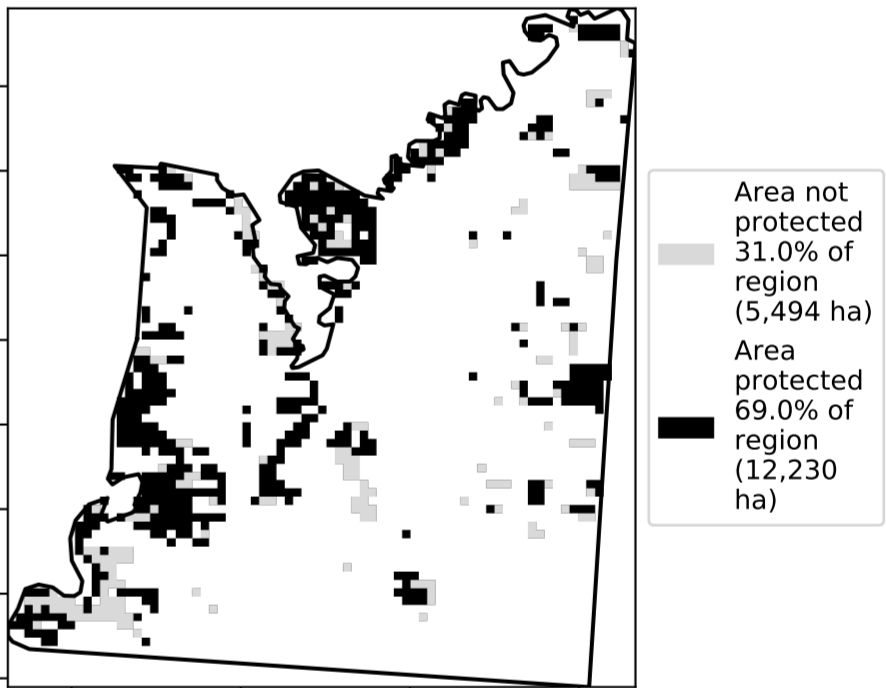 Area not
protected
31.0% of
region
(5,494 ha)
Area
protected
69.0% of
region
(12,230
ha)